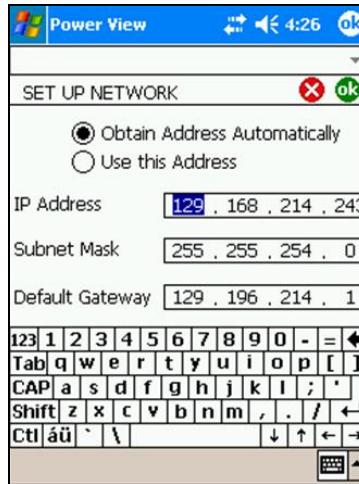 Power View 4:26 ok
SET UP NETWORK ok
Obtain Address Automatically
Use this Address
IP Address 129 . 168 . 214 . 243
Subnet Mask 255 . 255 . 254 . 0
Default Gateway 129 . 196 . 214 . 1
123 1 2 3 4 5 6 7 8 9 0 - =
Tab q w e r t y u i o p [ ]
CAP a s d f g h j k l ; '
Shift z x c v b n m , . /
Ctl áü ` \